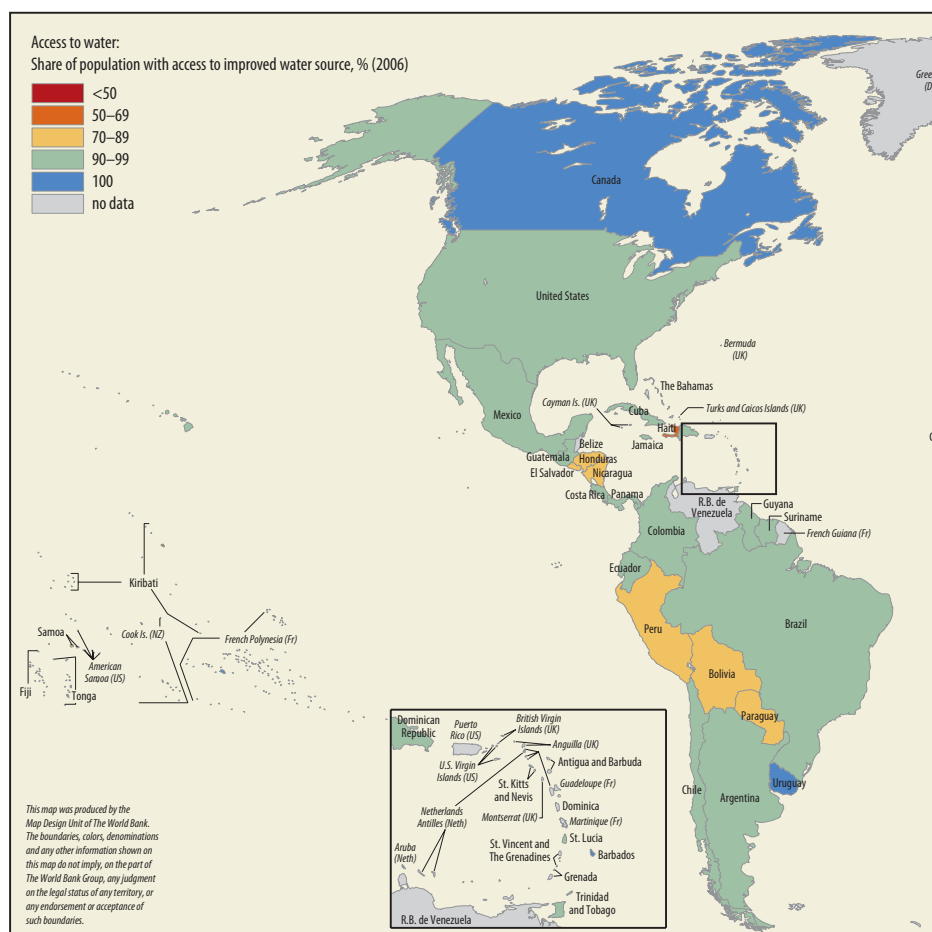 Access to water:
Share of population with access to improved water source, % (2006)
<50
50–69
70–89
90–99
100
no data
Canada
United States
Bermuda
(UK)
The Bahamas
Cayman Is. (UK)
Cuba
Turks and Caicos Islands (UK)
Mexico
Haiti
Belize
Jamaica
Guatemala
Honduras
El Salvador
Nicaragua
Costa Rica
Panama
R.B. de
Venezuela
Guyana
Suriname
French Guiana (Fr)
Colombia
Ecuador
Kiribati
Brazil
Peru
Samoa
Cook Is. (NZ)
French Polynesia (Fr)
American
Samoa (US)
Fiji
Tonga
Bolivia
Paraguay
Uruguay
Chile
Argentina
Dominican
Republic
Puerto
Rico (US)
British Virgin
Islands (UK)
Anguilla (UK)
U.S. Virgin
Islands (US)
Antigua and Barbuda
St. Kitts
and Nevis
Guadeloupe (Fr)
Netherlands
Antilles (Neth)
Montserrat (UK)
Dominica
Martinique (Fr)
St. Lucia
Aruba
(Neth)
St. Vincent and
The Grenadines
Barbados
Grenada
Trinidad
and Tobago
R.B. de Venezuela
This map was produced by the
Map Design Unit of The World Bank.
The boundaries, colors, denominations
and any other information shown on
this map do not imply, on the part of
The World Bank Group, any judgment
on the legal status of any territory, or
any endorsement or acceptance of
such boundaries.